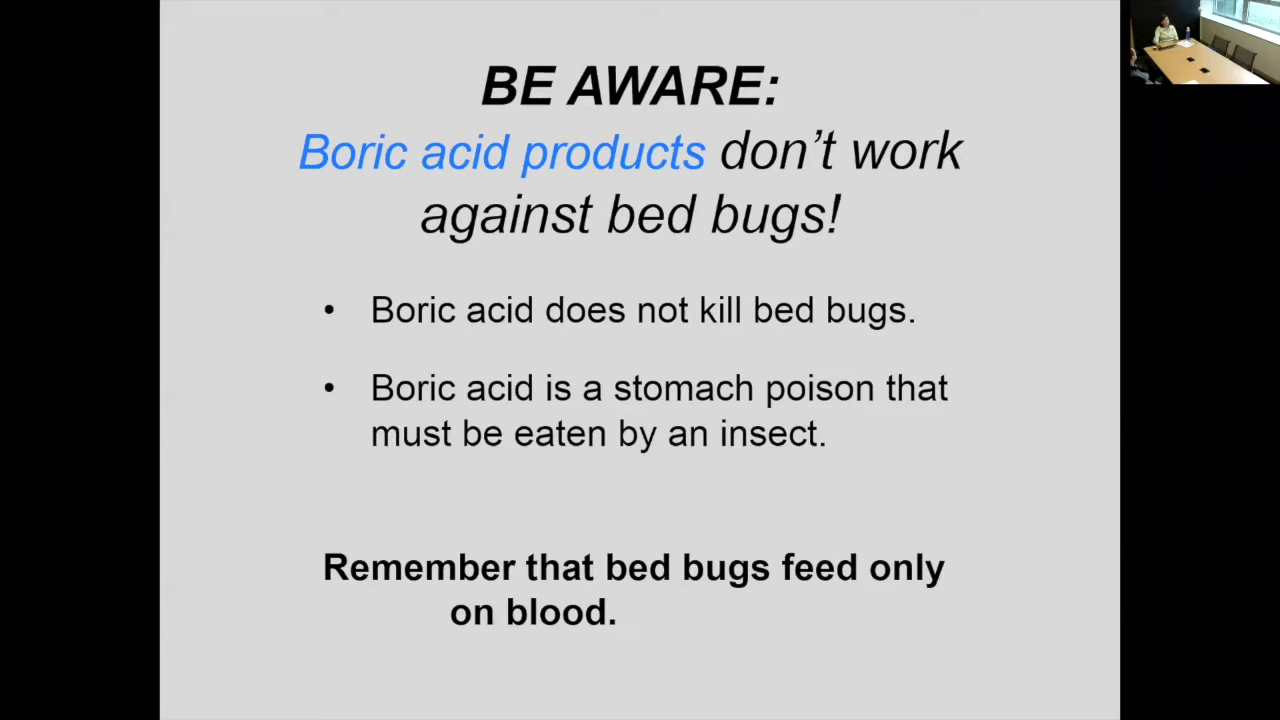 BE AWARE:
Boric acid products don’t work
against bed bugs!
• Boric acid does not kill bed bugs.
• Boric acid is a stomach poison that
must be eaten by an insect.
Remember that bed bugs feed only
on blood.